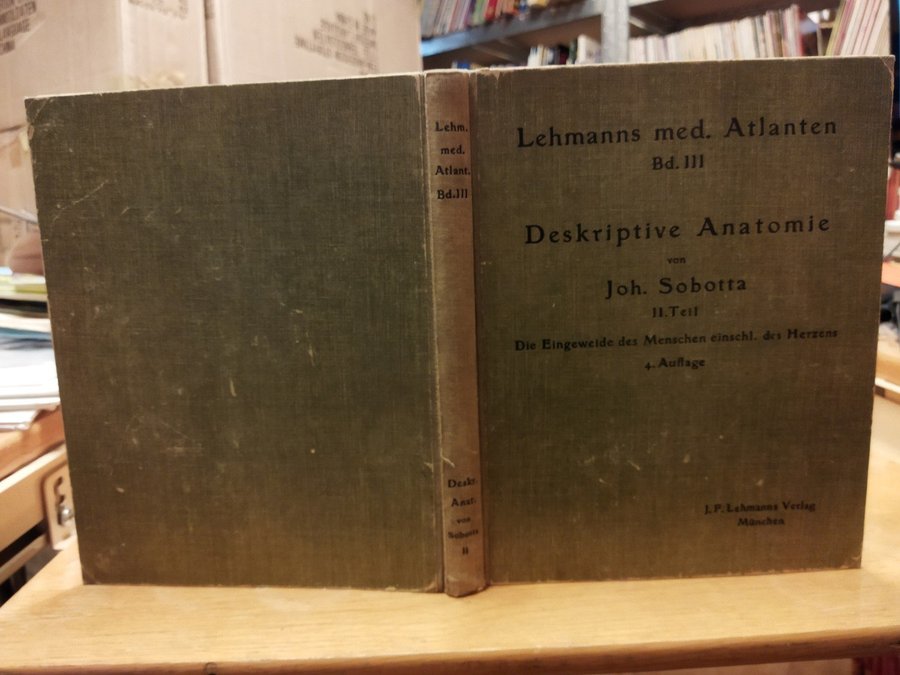 Lehm.
med.
Atlant.
Bd.III
Deskr.
Anat.
von
Sobotta
II
Lehmanns med. Atlanten
Bd. III
Deskriptive Anatomie
von
Joh. Sobotta
II. Teil
Die Eingeweide des Menschen einschl. des Herzens
4. Auflage
J. F. Lehmanns Verlag
München